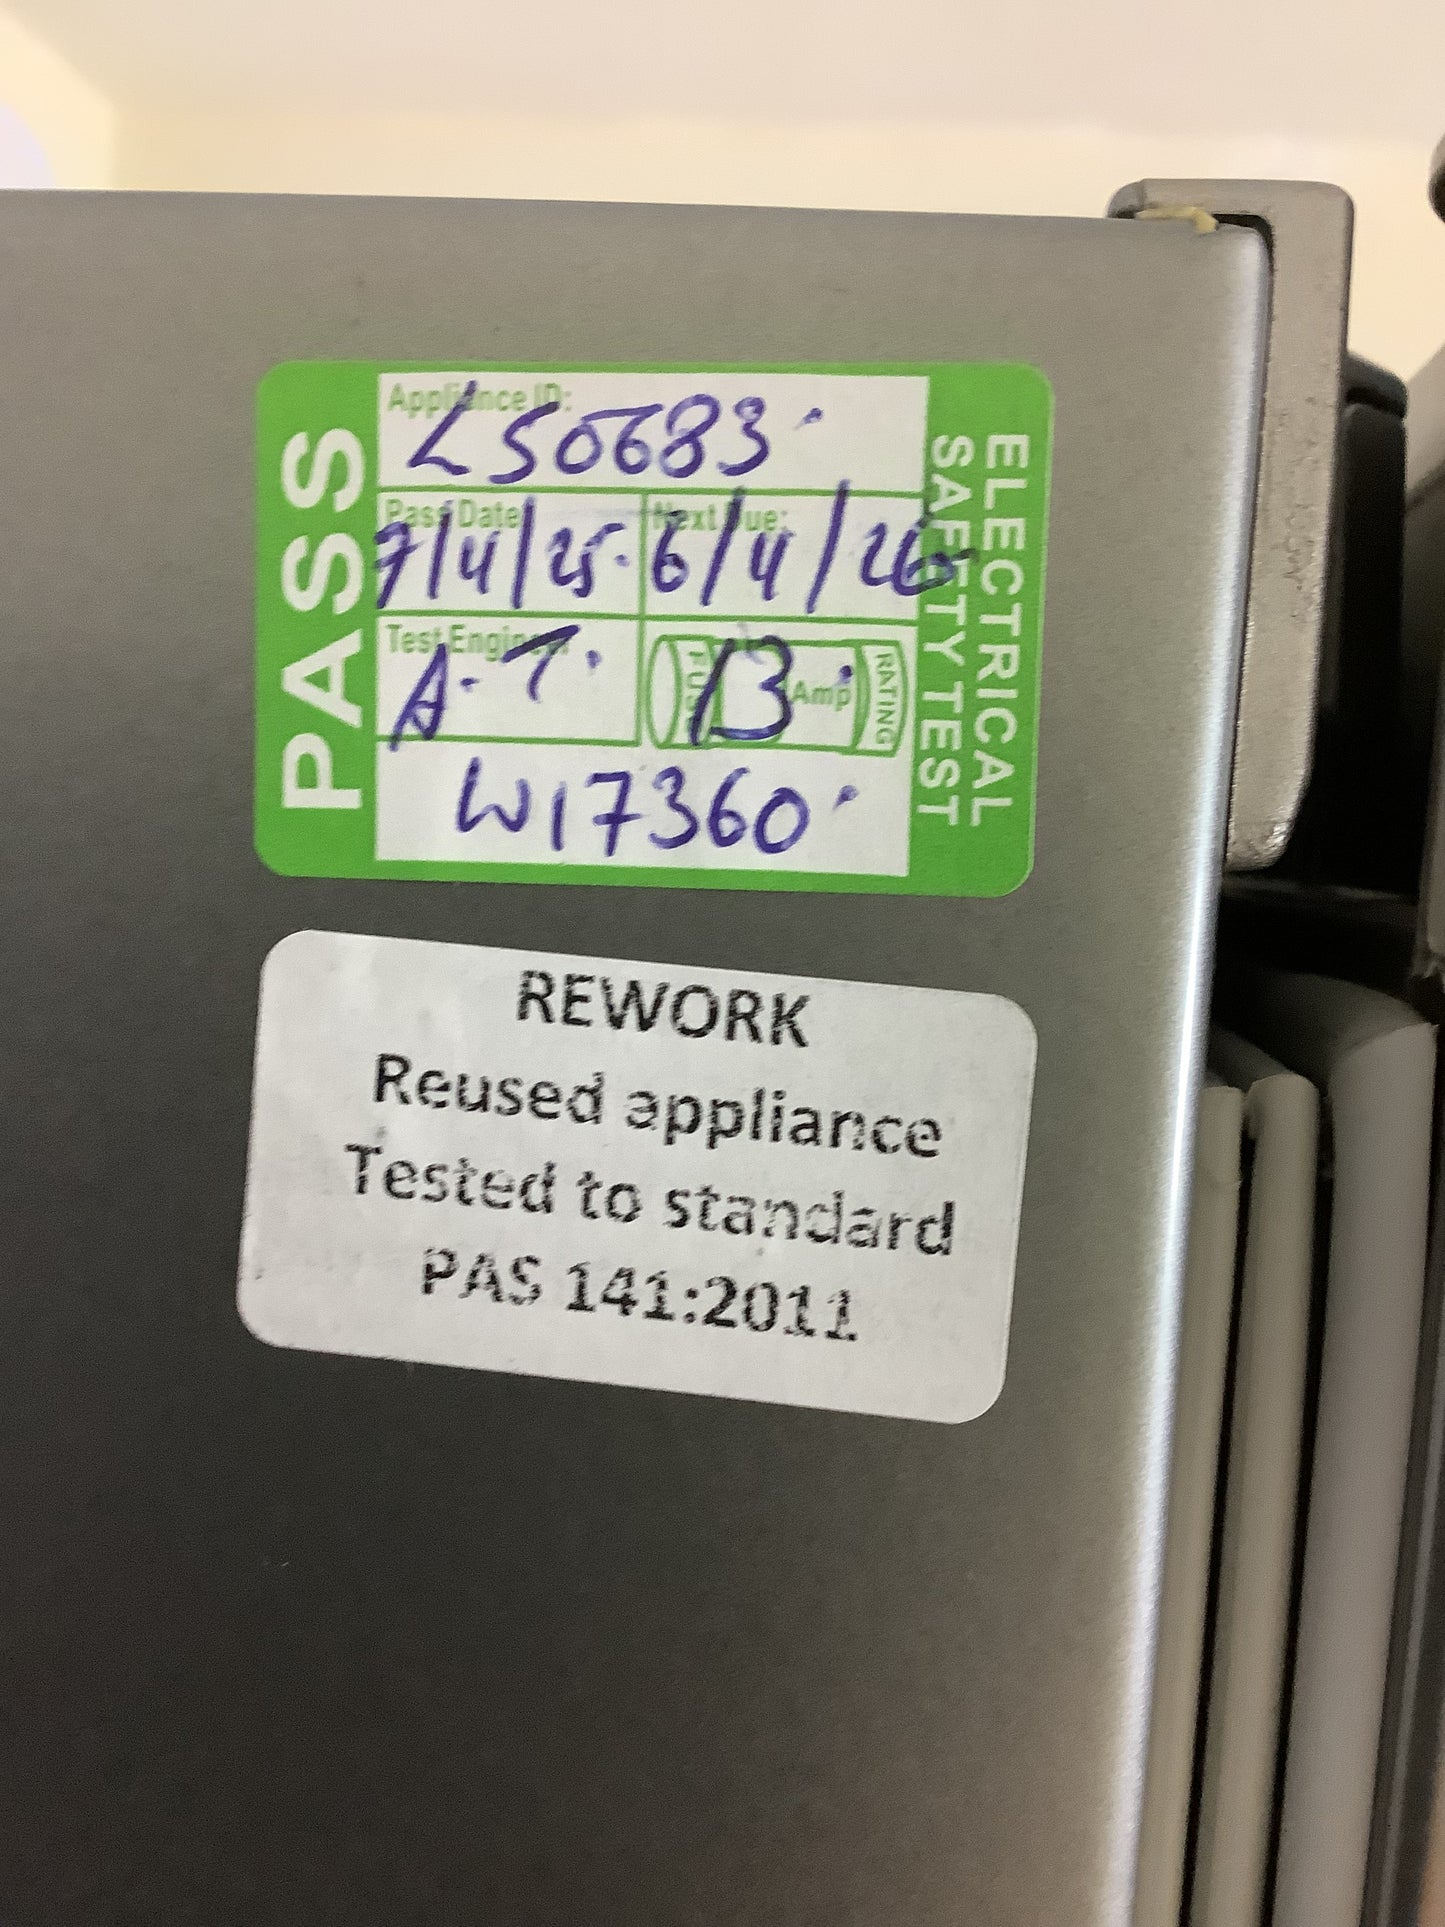 PASS
Appliance ID:
LS0683.
Pass Date
Next Due:
7/4/25.
6/4/26
Test Engineer
A. T.
FUSE
13
Amp
RATING
W17360.
ELECTRICAL
SAFETY TEST
REWORK
Reused appliance
Tested to standard
PAS 141:2011